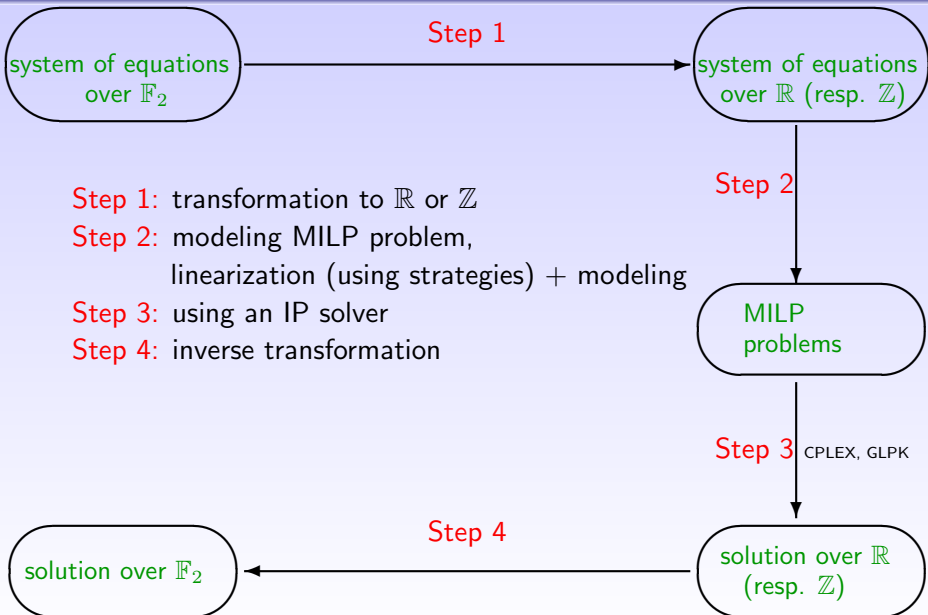 Step 1
system of equations
over 𝔽₂
system of equations
over ℝ (resp. ℤ)
Step 2
Step 1: transformation to ℝ or ℤ
Step 2: modeling MILP problem,
linearization (using strategies) + modeling
Step 3: using an IP solver
Step 4: inverse transformation
MILP
problems
Step 3 CPLEX, GLPK
Step 4
solution over 𝔽₂
solution over ℝ
(resp. ℤ)